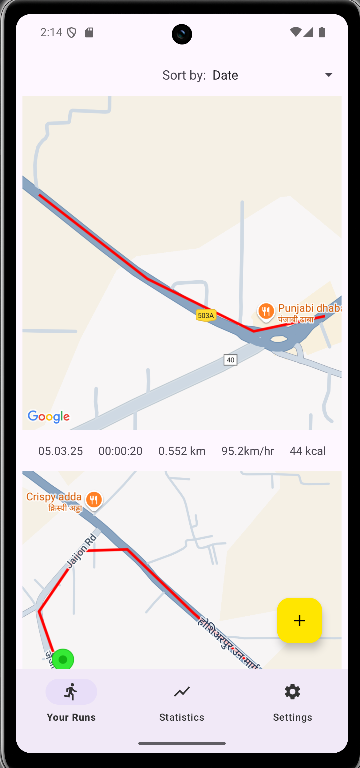 2:14
Sort by: Date
Punjabi dhaba
पंजाबी ढाबा
503A
40
Google
05.03.25 00:00:20 0.552 km 95.2km/hr 44 kcal
Crispy adda
क्रिस्पी अड्डा
Jaijon Rd
+
Your Runs Statistics Settings